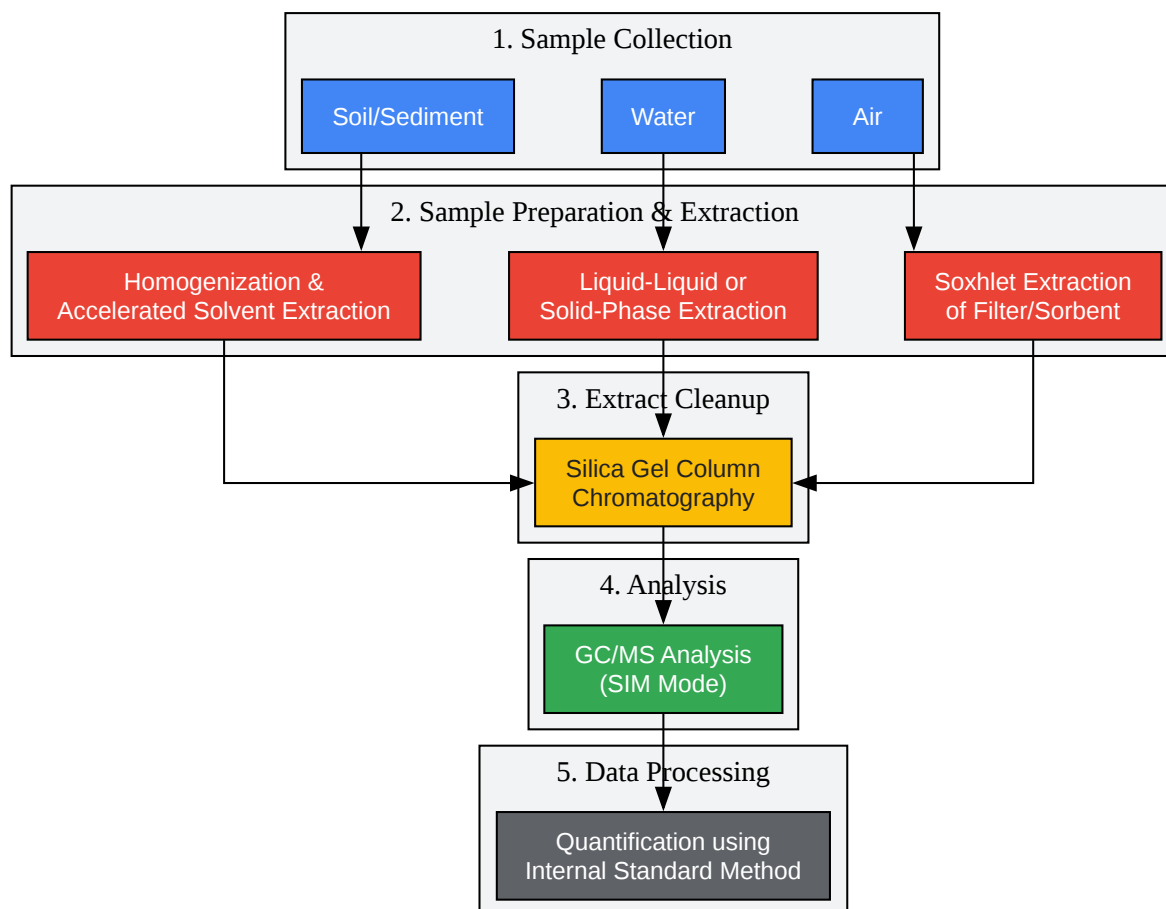 1. Sample Collection
Soil/Sediment
Water
Air
2. Sample Preparation & Extraction
Homogenization &
Accelerated Solvent Extraction
Liquid-Liquid or
Solid-Phase Extraction
Soxhlet Extraction
of Filter/Sorbent
3. Extract Cleanup
Silica Gel Column
Chromatography
4. Analysis
GC/MS Analysis
(SIM Mode)
5. Data Processing
Quantification using
Internal Standard Method